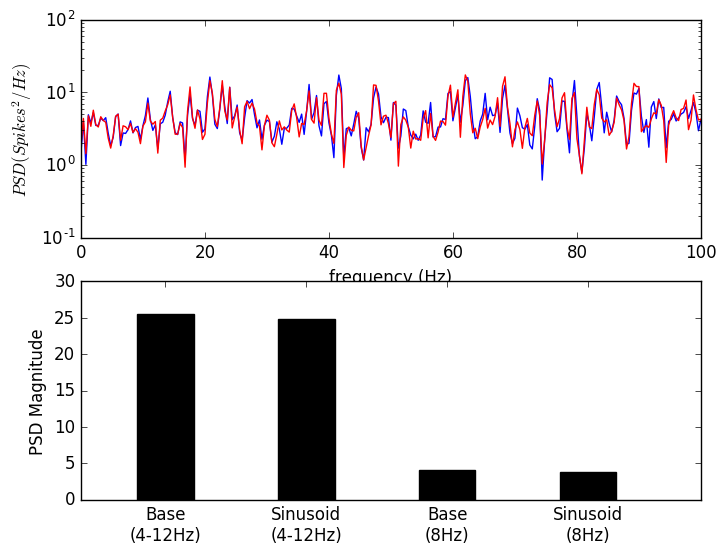 10^2
10^1
10^0
10^-1
PSD(Spikes^2/Hz)
0 20 40 60 80 100
frequency (Hz)
30
25
20
15
10
5
0
PSD Magnitude
Base Sinusoid Base Sinusoid
(4-12Hz) (4-12Hz) (8Hz) (8Hz)